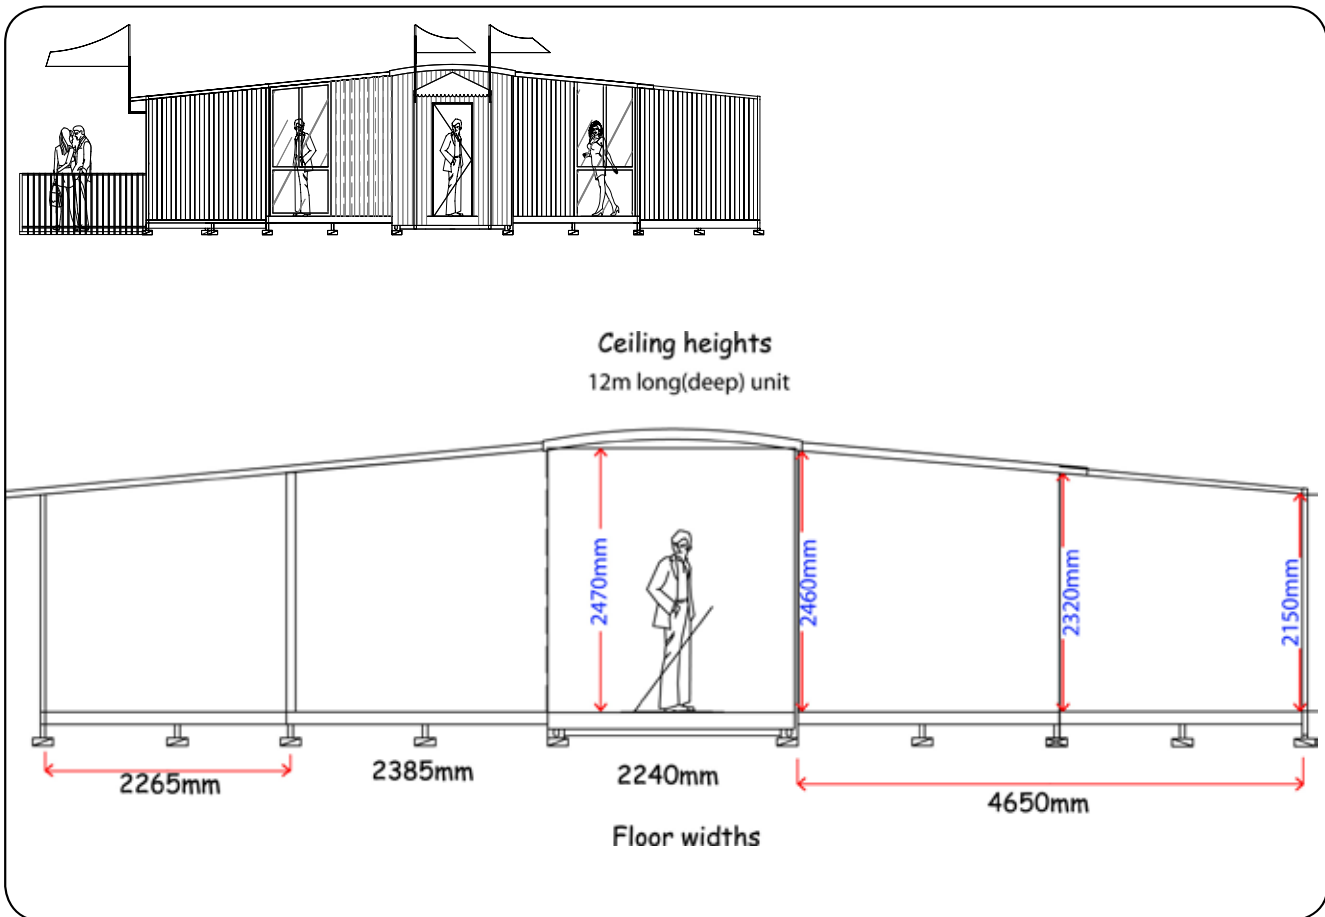 Ceiling heights
12m long(deep) unit
2470mm
2460mm
2320mm
2150mm
2265mm
2385mm
2240mm
4650mm
Floor widths